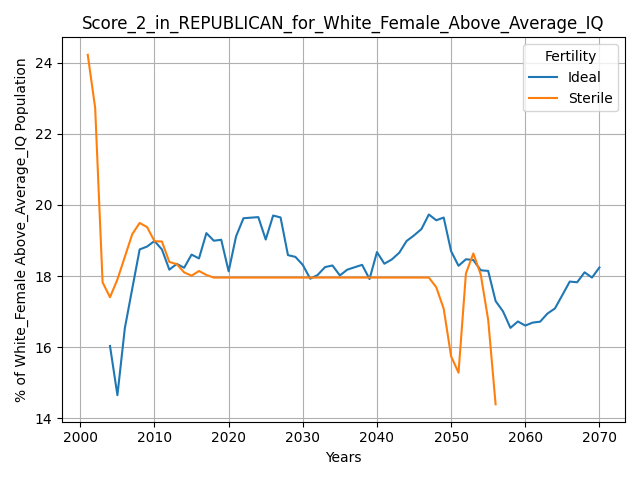 Score_2_in_REPUBLICAN_for_White_Female_Above_Average_IQ
% of White_Female Above_Average_IQ Population
24
22
20
18
16
14
Fertility
Ideal
Sterile
2000 2010 2020 2030 2040 2050 2060 2070
Years